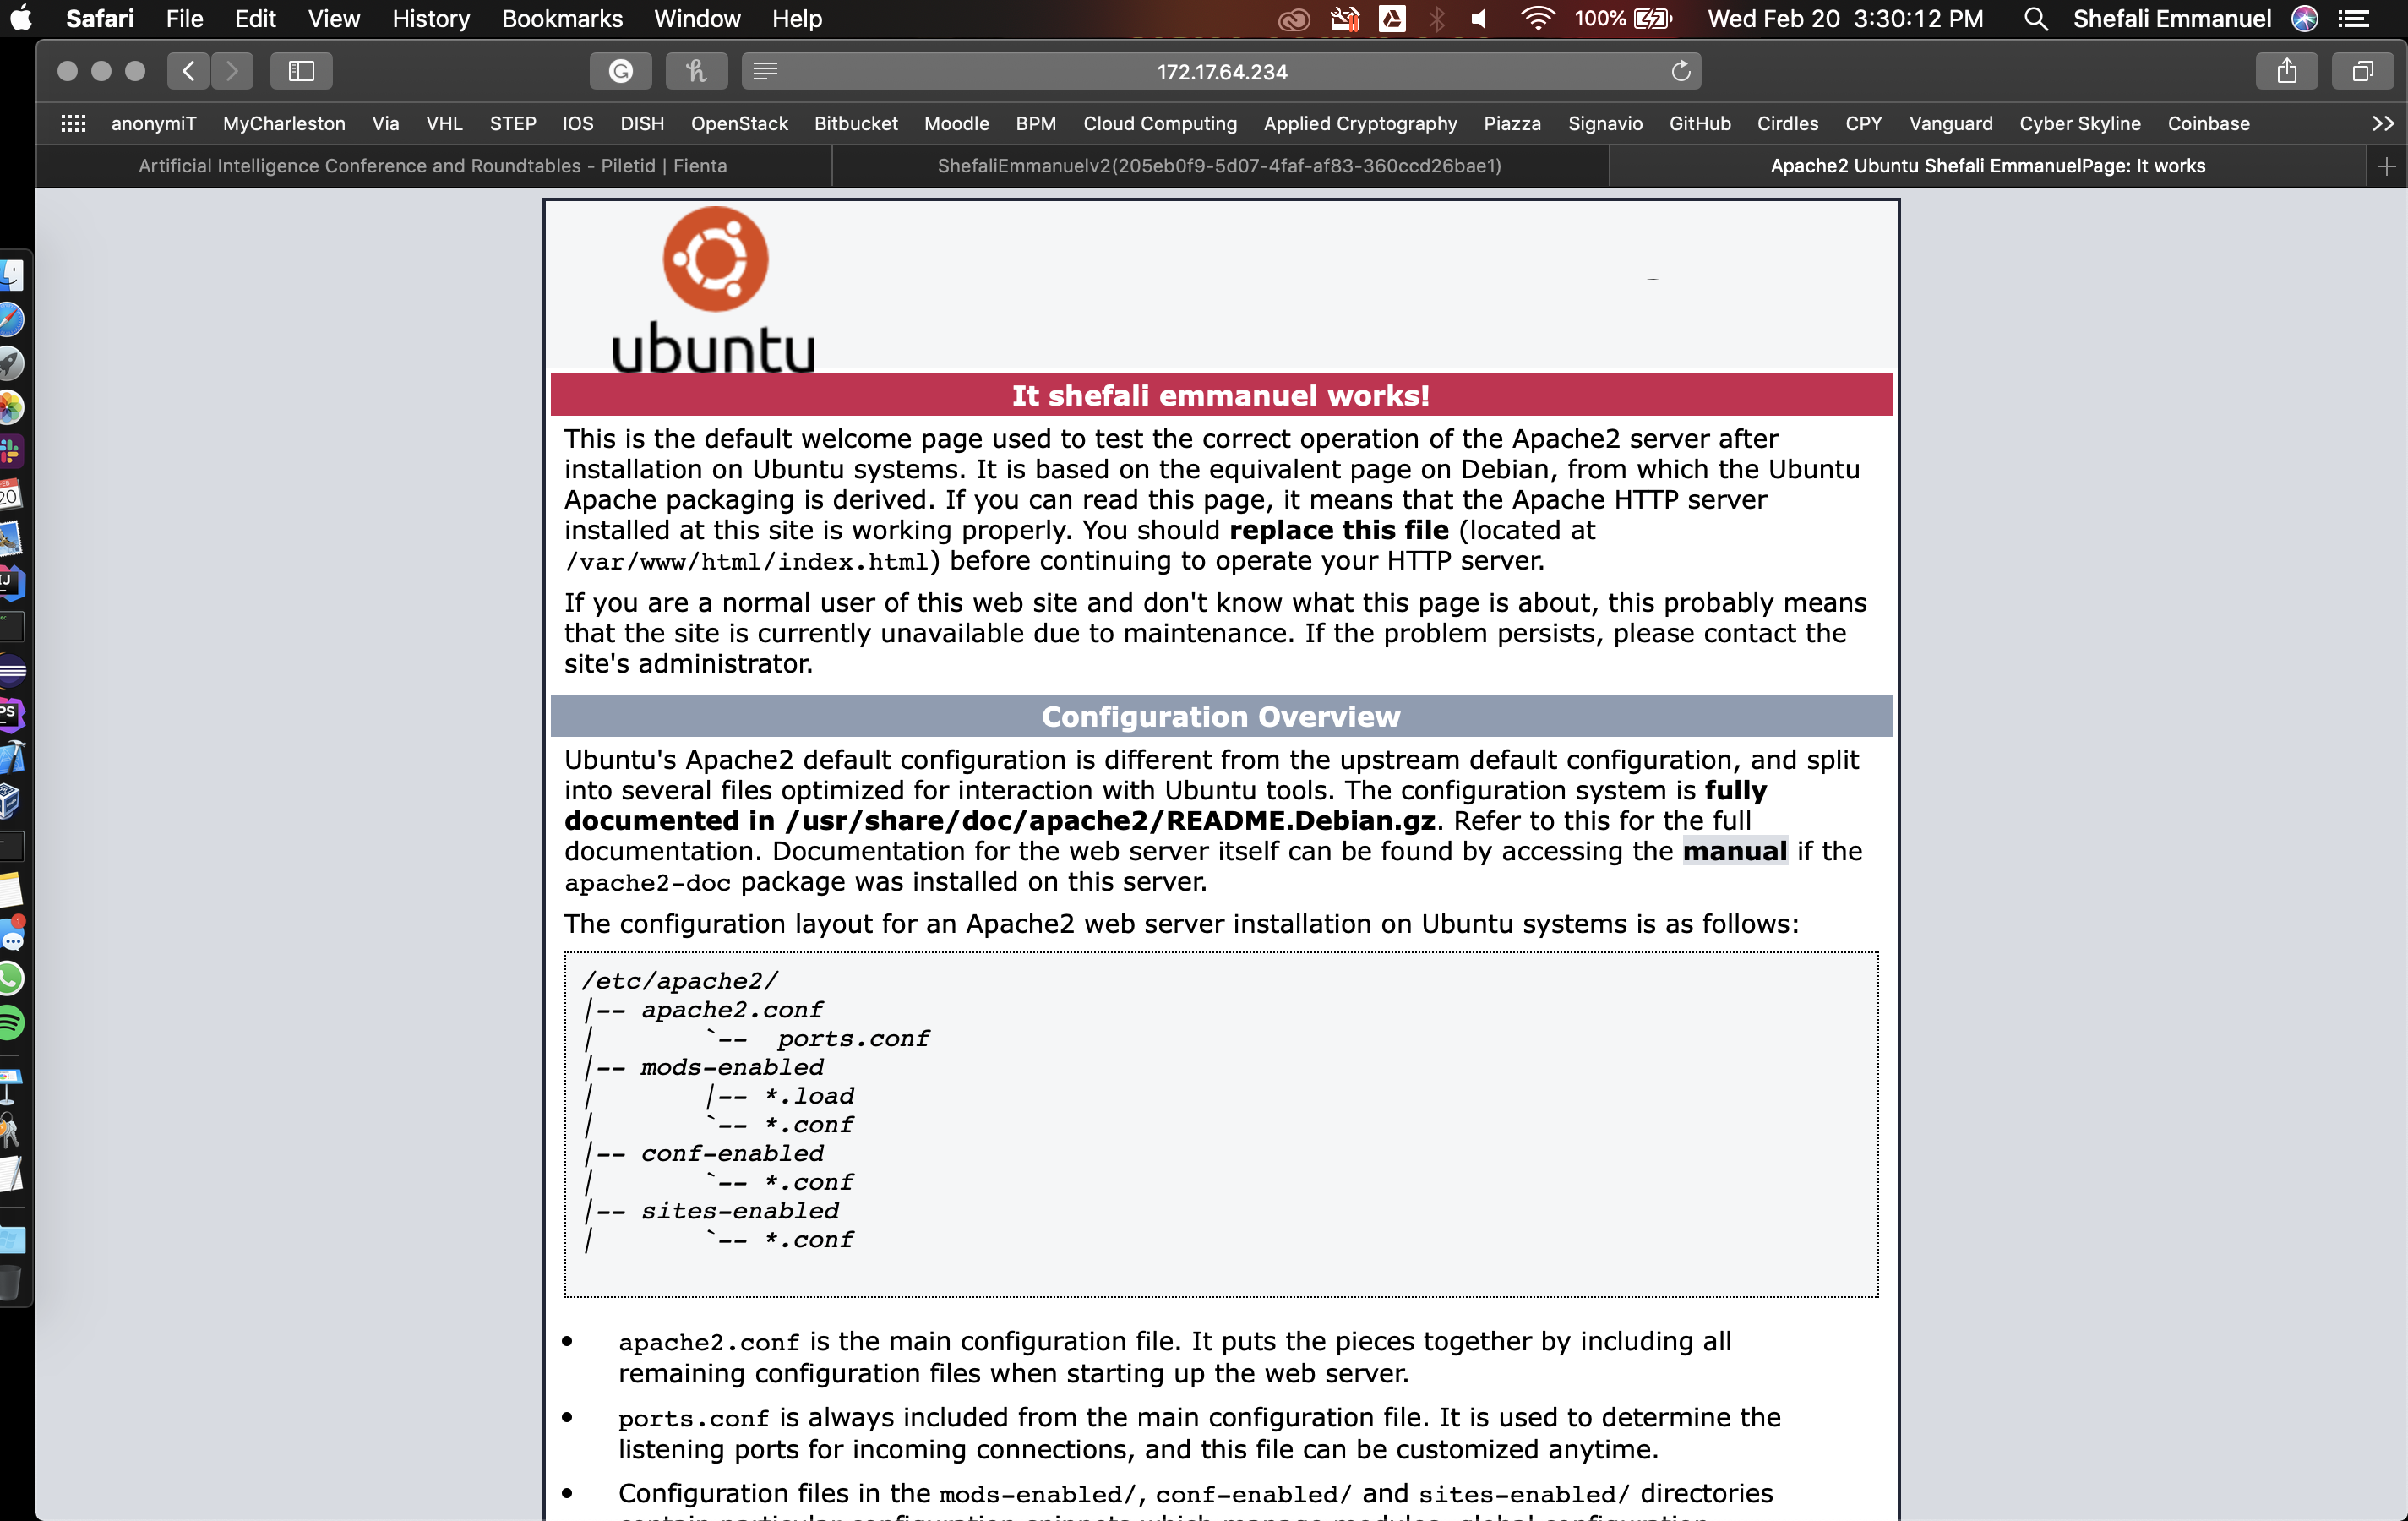 Safari File Edit View History Bookmarks Window Help 100% Wed Feb 20 3:30:12 PM Shefali Emmanuel
172.17.64.234
anonymiT MyCharleston Via VHL STEP IOS DISH OpenStack Bitbucket Moodle BPM Cloud Computing Applied Cryptography Piazza Signavio GitHub Cirdles CPY Vanguard Cyber Skyline Coinbase >>
Artificial Intelligence Conference and Roundtables - Piletid | Fienta
ShefaliEmmanuelv2(205eb0f9-5d07-4faf-af83-360ccd26bae1)
Apache2 Ubuntu Shefali EmmanuelPage: It works
ubuntu
It shefali emmanuel works!
This is the default welcome page used to test the correct operation of the Apache2 server after
installation on Ubuntu systems. It is based on the equivalent page on Debian, from which the Ubuntu
Apache packaging is derived. If you can read this page, it means that the Apache HTTP server
installed at this site is working properly. You should replace this file (located at
/var/www/html/index.html) before continuing to operate your HTTP server.
If you are a normal user of this web site and don't know what this page is about, this probably means
that the site is currently unavailable due to maintenance. If the problem persists, please contact the
site's administrator.
Configuration Overview
Ubuntu's Apache2 default configuration is different from the upstream default configuration, and split
into several files optimized for interaction with Ubuntu tools. The configuration system is fully
documented in /usr/share/doc/apache2/README.Debian.gz. Refer to this for the full
documentation. Documentation for the web server itself can be found by accessing the manual if the
apache2-doc package was installed on this server.
The configuration layout for an Apache2 web server installation on Ubuntu systems is as follows:
/etc/apache2/
|-- apache2.conf
|       `--  ports.conf
|-- mods-enabled
|       |-- *.load
|       `-- *.conf
|-- conf-enabled
|       `-- *.conf
|-- sites-enabled
|       `-- *.conf
• apache2.conf is the main configuration file. It puts the pieces together by including all
remaining configuration files when starting up the web server.
• ports.conf is always included from the main configuration file. It is used to determine the
listening ports for incoming connections, and this file can be customized anytime.
• Configuration files in the mods-enabled/, conf-enabled/ and sites-enabled/ directories